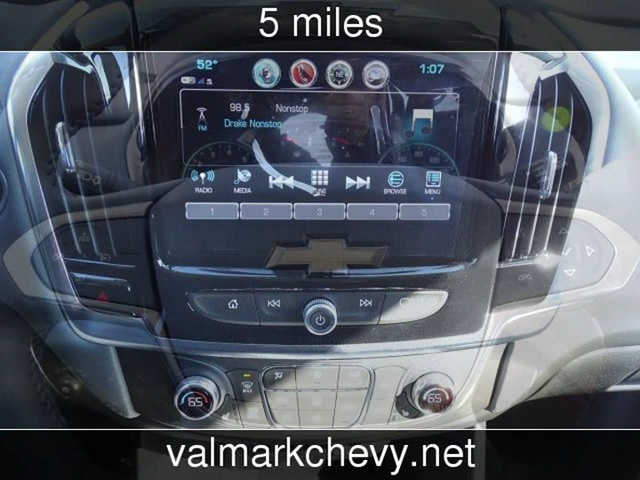 5 miles
52° 1:07
98.5 Nonstop
FM Drake Nonstop
RADIO MEDIA BROWSE MENU
1 2 3 4 5
MAX
65 65
valmarkchevy.net